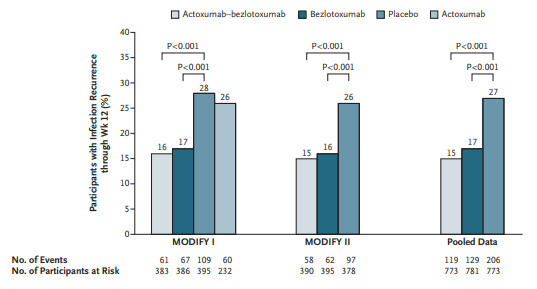 Actoxumab–bezlotoxumab Bezlotoxumab Placebo Actoxumab
Participants with Infection Recurrence
through Wk 12 (%)
40
35
30
25
20
15
10
5
0
P<0.001
P<0.001
16 17 28 26
MODIFY I
P<0.001
P<0.001
15 16 26
MODIFY II
P<0.001
P<0.001
15 17 27
Pooled Data
No. of Events 61 67 109 60 58 62 97 119 129 206
No. of Participants at Risk 383 386 395 232 390 395 378 773 781 773